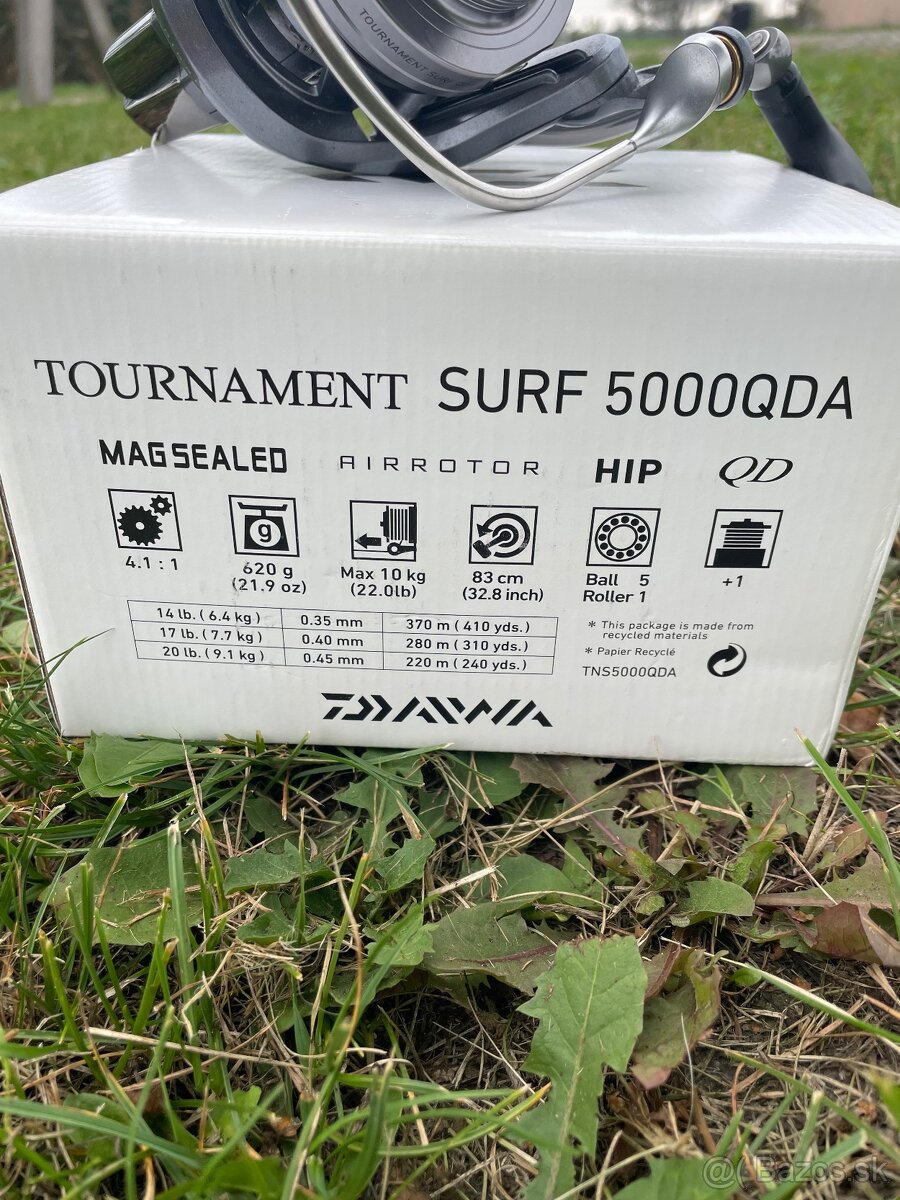 TOURNAMENT SURF
TOURNAMENT SURF 5000QDA
MAGSEALED AIRROTOR HIP QD
g
4.1 : 1 620 g (21.9 oz) Max 10 kg (22.0lb) 83 cm (32.8 inch) Ball 5 Roller 1 +1
14 lb. ( 6.4 kg ) 0.35 mm 370 m ( 410 yds. )
17 lb. ( 7.7 kg ) 0.40 mm 280 m ( 310 yds. )
20 lb. ( 9.1 kg ) 0.45 mm 220 m ( 240 yds. )
* This package is made from
recycled materials
* Papier Recyclé
TNS5000QDA
DAIWA
@Bazos.sk